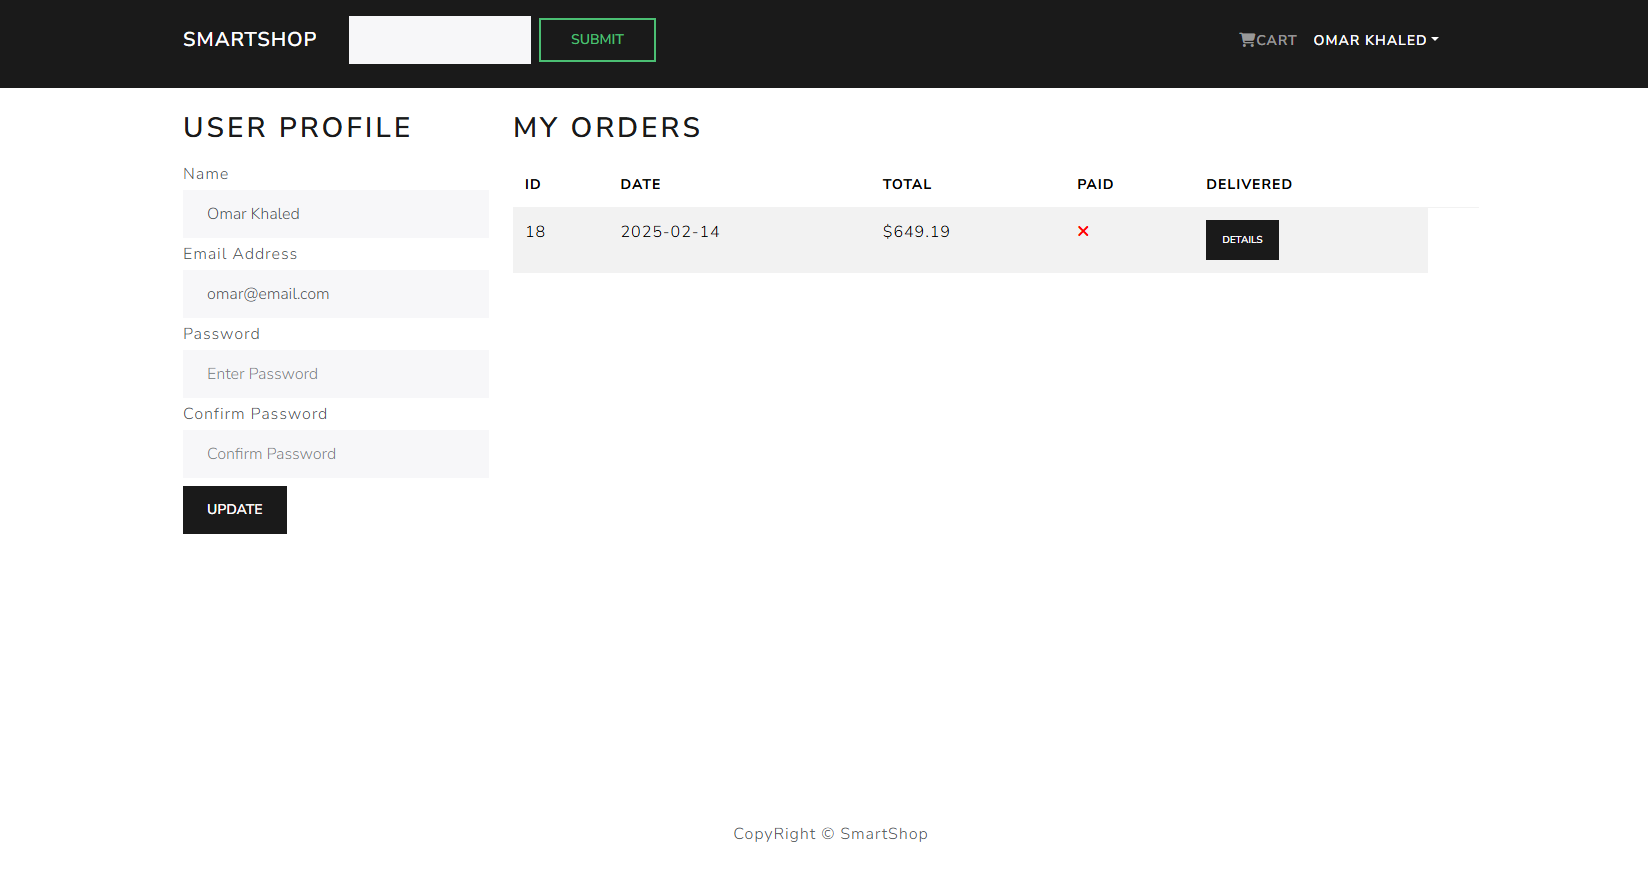 SMARTSHOP SUBMIT CART OMAR KHALED
USER PROFILE
Name
Omar Khaled
Email Address
omar@email.com
Password
Enter Password
Confirm Password
Confirm Password
UPDATE
MY ORDERS
ID DATE TOTAL PAID DELIVERED
18 2025-02-14 $649.19 DETAILS
CopyRight © SmartShop